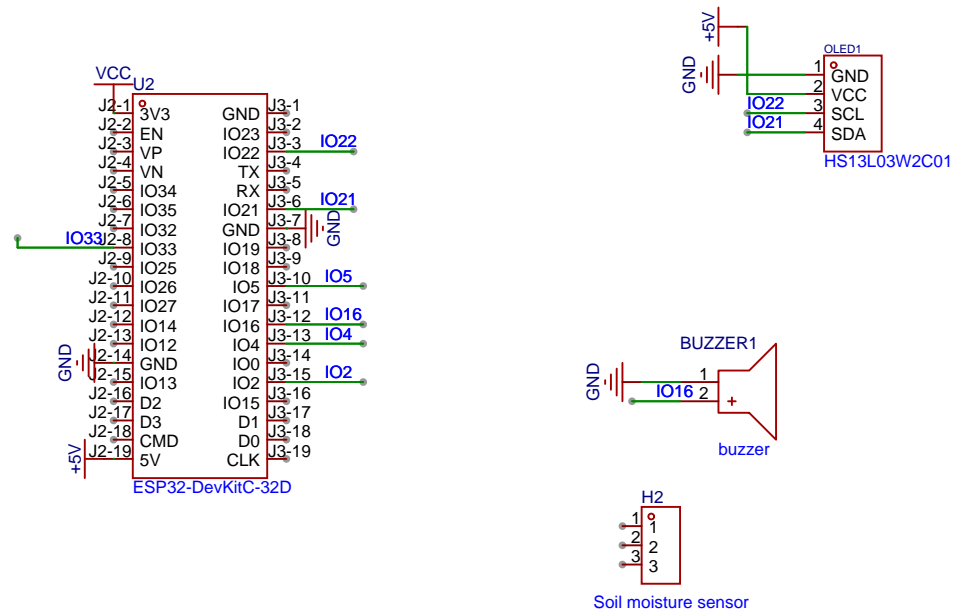 VCC
U2
J2-1 3V3 GND J3-1
J2-2 EN IO23 J3-2
J2-3 VP IO22 J3-3 IO22
J2-4 VN TX J3-4
J2-5 IO34 RX J3-5
J2-6 IO35 IO21 J3-6 IO21
J2-7 IO32 GND J3-7 GND
IO33 J2-8 IO33 IO19 J3-8
J2-9 IO25 IO18 J3-9
J2-10 IO26 IO5 J3-10 IO5
J2-11 IO27 IO17 J3-11
J2-12 IO14 IO16 J3-12 IO16
J2-13 IO12 IO4 J3-13 IO4
GND J2-14 GND IO0 J3-14
J2-15 IO13 IO2 J3-15 IO2
J2-16 D2 IO15 J3-16
J2-17 D3 D1 J3-17
J2-18 CMD D0 J3-18
+5V J2-19 5V CLK J3-19
ESP32-DevKitC-32D
+5V
OLED1
GND 1 GND
2 VCC
IO22 3 SCL
IO21 4 SDA
HS13L03W2C01
BUZZER1
GND 1
IO16 2 +
buzzer
H2
1 1
2 2
3 3
Soil moisture sensor